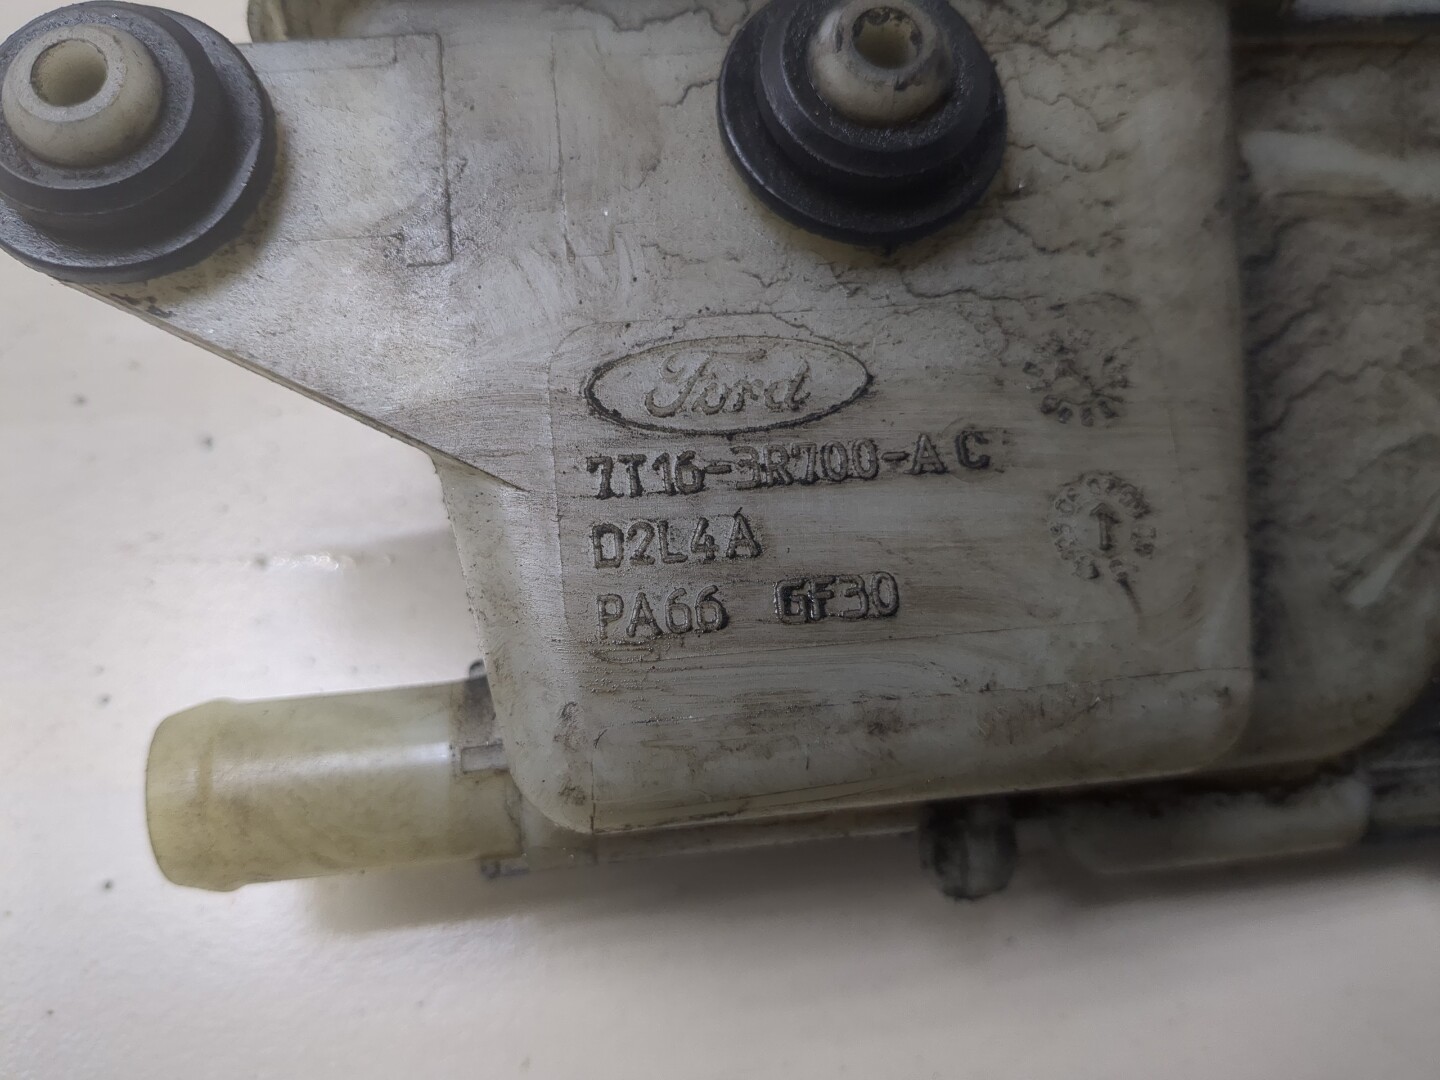 Ford
7T16-3R700-AC
D2L4A
PA66 GF30